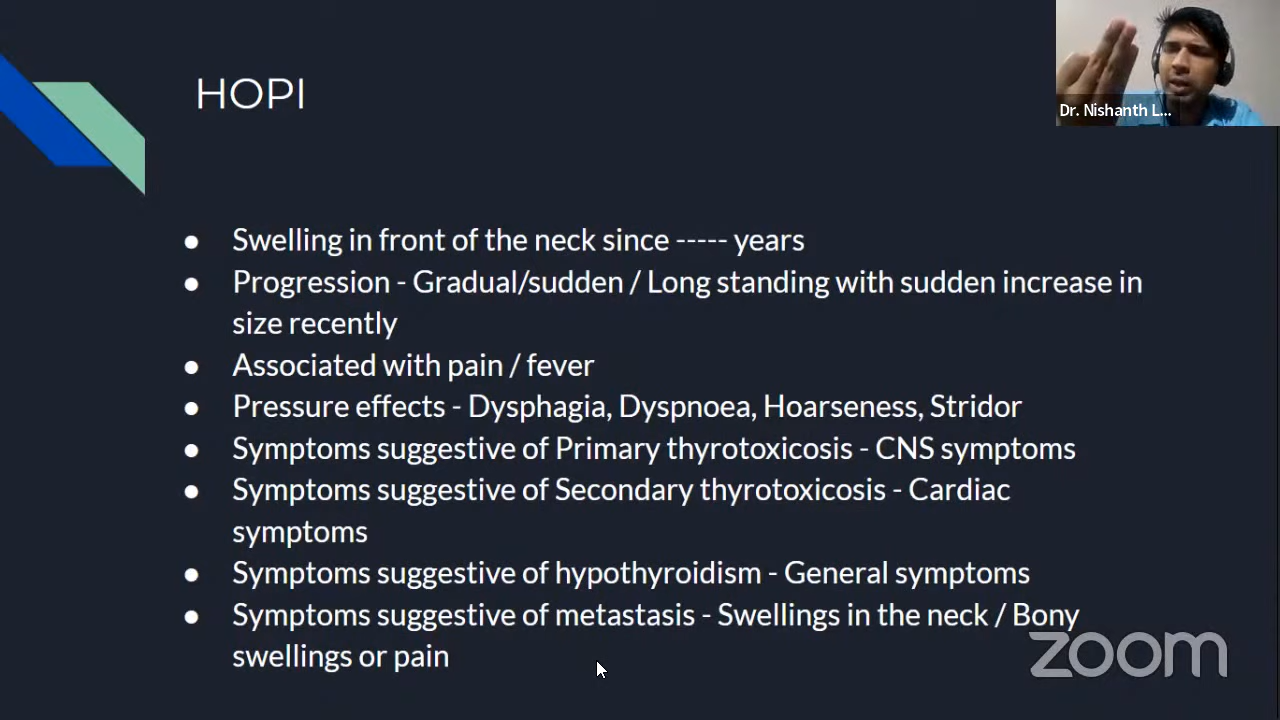 HOPI
Dr. Nishanth L...
● Swelling in front of the neck since ----- years
● Progression - Gradual/sudden / Long standing with sudden increase in
size recently
● Associated with pain / fever
● Pressure effects - Dysphagia, Dyspnoea, Hoarseness, Stridor
● Symptoms suggestive of Primary thyrotoxicosis - CNS symptoms
● Symptoms suggestive of Secondary thyrotoxicosis - Cardiac
symptoms
● Symptoms suggestive of hypothyroidism - General symptoms
● Symptoms suggestive of metastasis - Swellings in the neck / Bony
swellings or pain
zoom